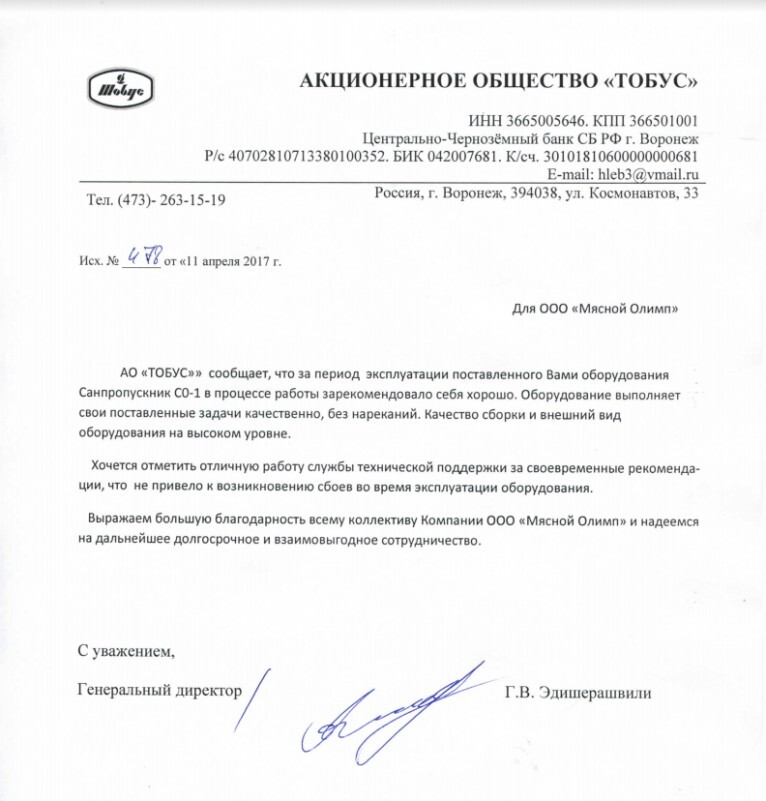 Тобус
АКЦИОНЕРНОЕ ОБЩЕСТВО «ТОБУС»
ИНН 3665005646. КПП 366501001
Центрально-Чернозёмный банк СБ РФ г. Воронеж
Р/с 40702810713380100352. БИК 042007681. К/сч. 30101810600000000681
E-mail: hleb3@vmail.ru
Россия, г. Воронеж, 394038, ул. Космонавтов, 33
Тел. (473)- 263-15-19
Исх. № 478 от «11 апреля 2017 г.
Для ООО «Мясной Олимп»
АО «ТОБУС»» сообщает, что за период эксплуатации поставленного Вами оборудования
Санпропускник С0-1 в процессе работы зарекомендовало себя хорошо. Оборудование выполняет
свои поставленные задачи качественно, без нареканий. Качество сборки и внешний вид
оборудования на высоком уровне.
Хочется отметить отличную работу службы технической поддержки за своевременные рекоменда-
ции, что не привело к возникновению сбоев во время эксплуатации оборудования.
Выражаем большую благодарность всему коллективу Компании ООО «Мясной Олимп» и надеемся
на дальнейшее долгосрочное и взаимовыгодное сотрудничество.
С уважением,
Генеральный директор
Г.В. Эдишерашвили